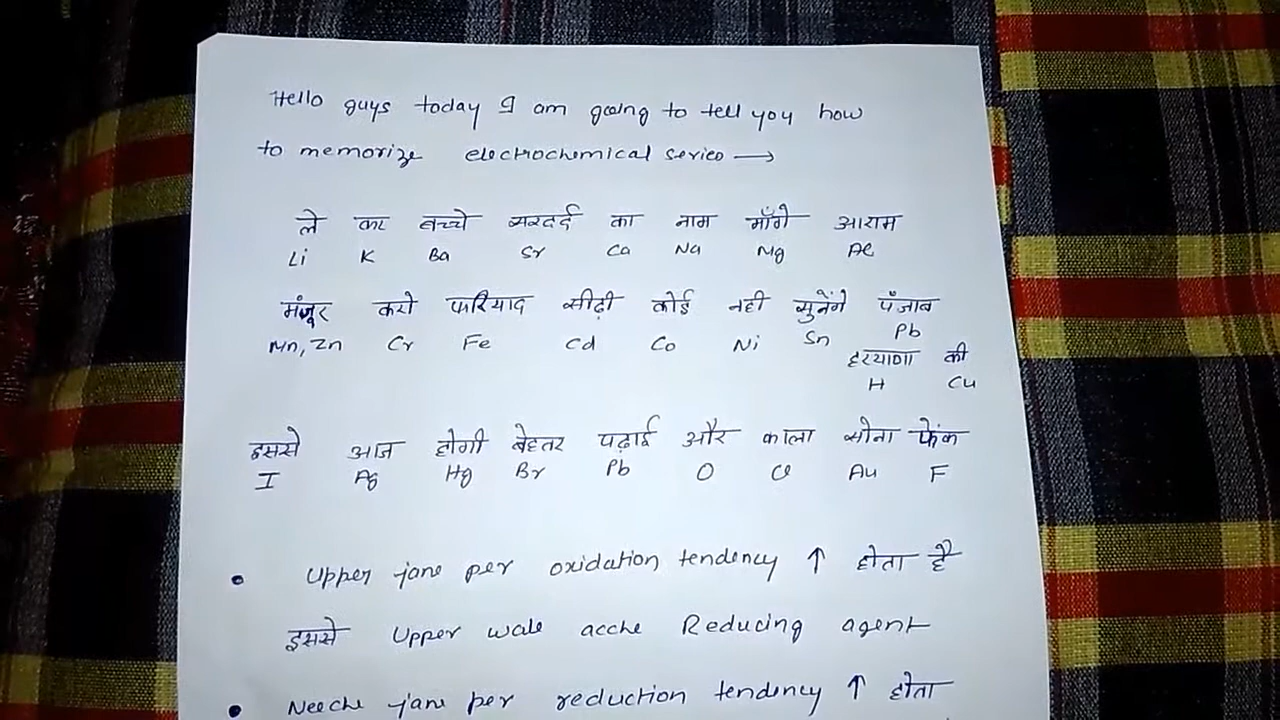 Hello guys today I am going to tell you how
to memorize electrochemical series →
ले कर बच्चे सरदर्द का नाम माँगे आराम
Li K Ba Sr Ca Na Mg Al
मंजूर करो फरियाद सीढ़ी कोई नही सुनेंगे पँजाब
Mn, Zn Cr Fe Cd Co Ni Sn Pb
हरयाणा की
H Cu
इससे आज होगी बेहतर पढ़ाई और काला सोना फेंक
I Ag Hg Br Pb O Cl Au F
• Upper jane per oxidation tendency ↑ होता है
इससे Upper wale acche Reducing agent
• Neeche jane per reduction tendency ↑ होता